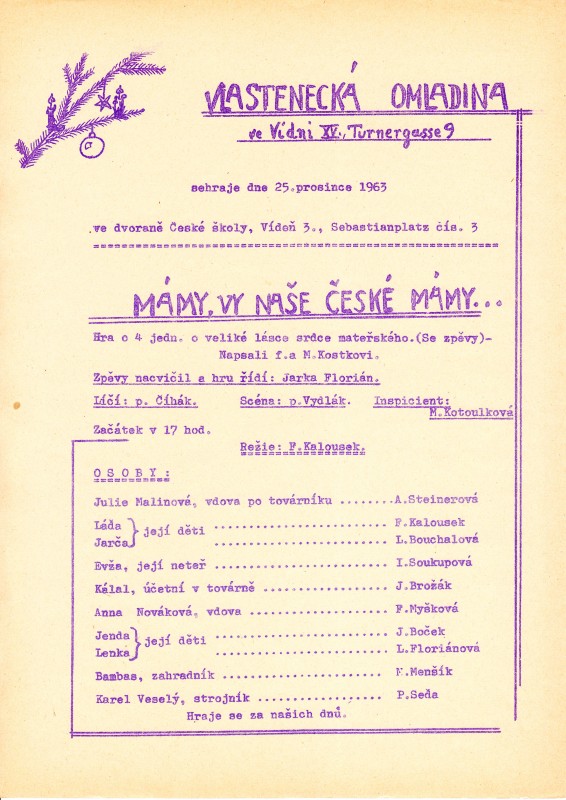 VLASTENECKÁ OMLADINA
ve Vídni XV., Turnergasse 9
sehraje dne 25.prosince 1963
ve dvoraně České školy, Vídeň 3., Sebastianplatz čís. 3
MÁMY, VY NAŠE ČESKÉ MÁMY...
Hra o 4 jedn. o veliké lásce srdce mateřského.(Se zpěvy)-
Napsali f.a M.Kostkovi.
Zpěvy nacvičil a hru řídí: Jarka Florián.
Líčí: p. Čihák. Scéna: p.Vydlák. Inspicient:
M.Kotoulková
Začátek v 17 hod.
Režie: F.Kalousek.
O S O B Y :
Julie Malinová, vdova po továrníku ........A.Steinerová
Láda } její děti ........................ F.Kalousek
Jarča ........................ L.Bouchalová
Evža, její neteř ........................ I.Soukupová
Kálal, účetní v továrně .................. J.Brožák
Anna Nováková, vdova .................... F.Myšková
Jenda } její děti ........................ J.Boček
Lenka ........................ L.Floriánová
Bambas, zahradník ....................... N.Menšík
Karel Veselý, strojník ................... P.Seda
Hraje se za našich dnů.